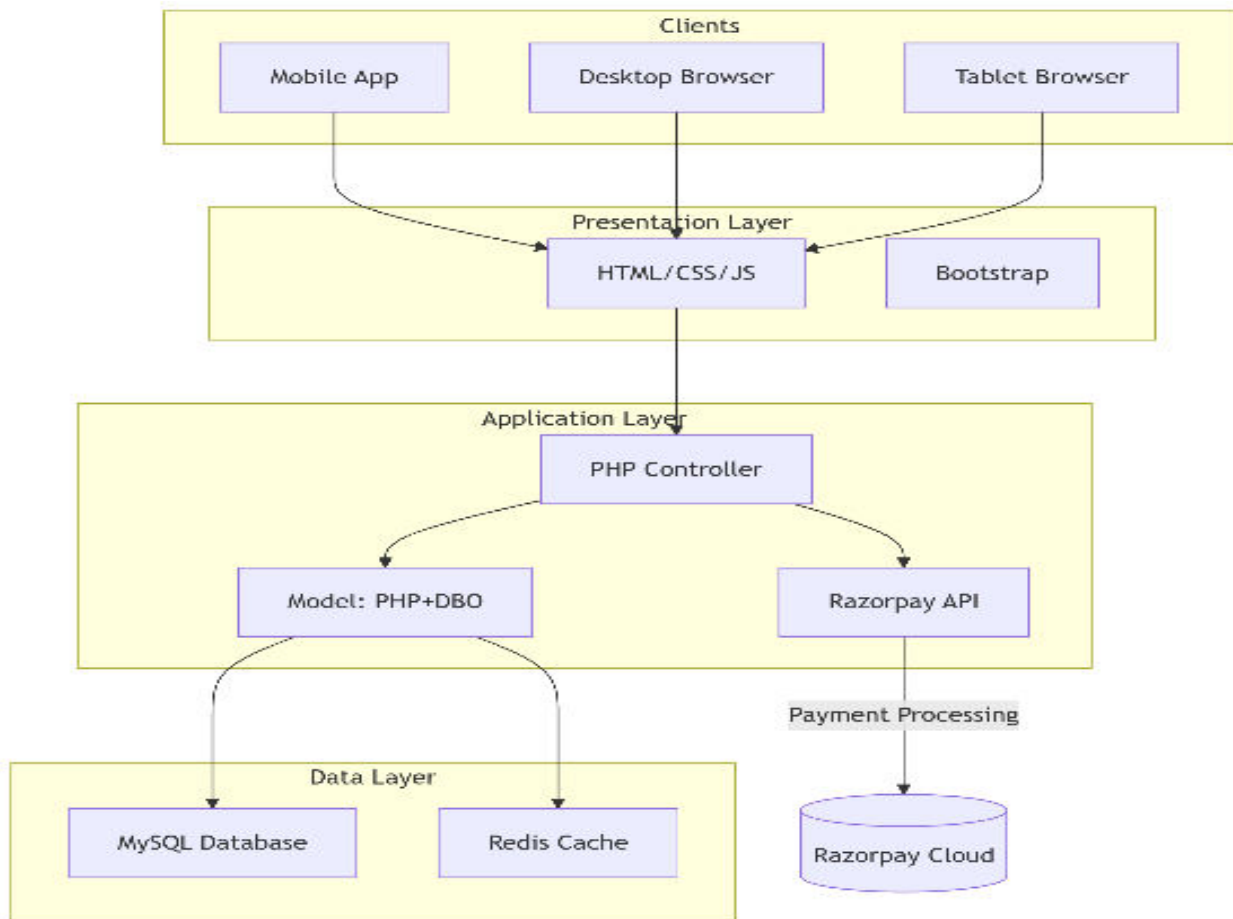 Clients
Mobile App
Desktop Browser
Tablet Browser
Presentation Layer
HTML/CSS/JS
Bootstrap
Application Layer
PHP Controller
Model: PHP+DBO
Razorpay API
Payment Processing
Data Layer
MySQL Database
Redis Cache
Razorpay Cloud